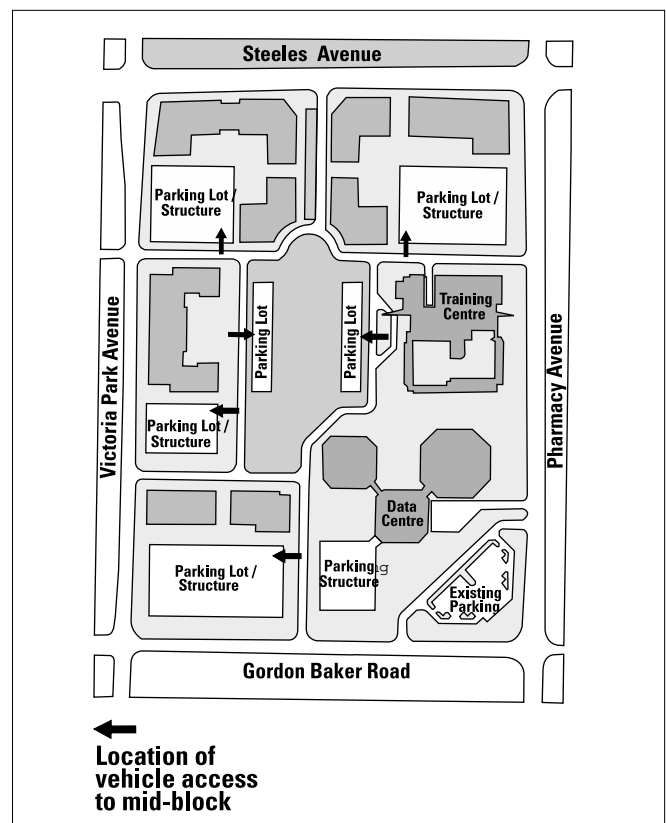 Steeles Avenue
Parking Lot /
Structure
Parking Lot /
Structure
Victoria Park Avenue
Parking Lot
Parking Lot
Training
Centre
Pharmacy Avenue
Parking Lot /
Structure
Data
Centre
Parking Lot /
Structure
Parking
Structure
Existing
Parking
Gordon Baker Road
Location of
vehicle access
to mid-block